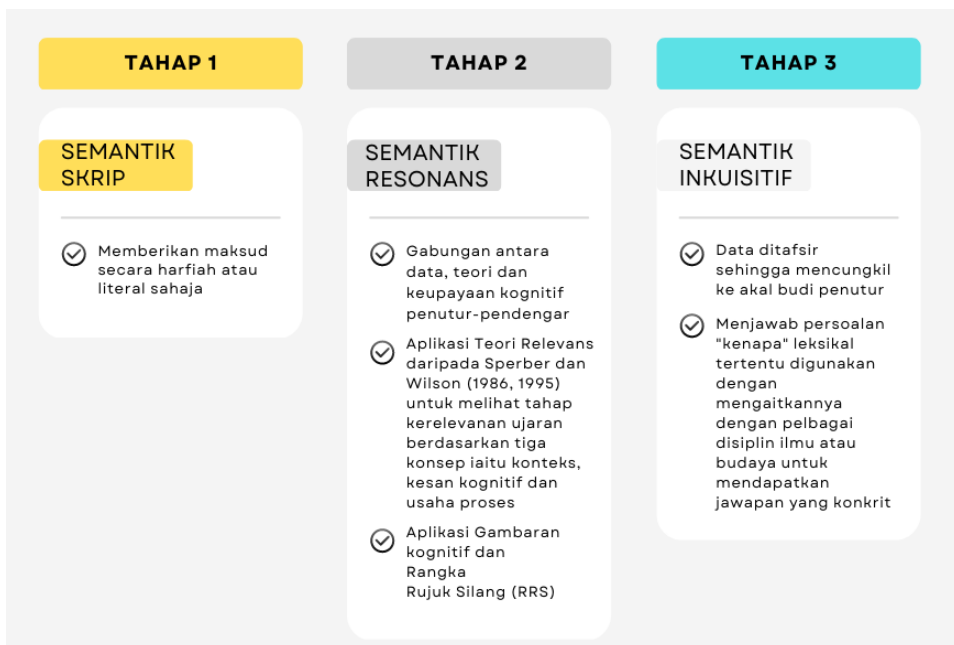 TAHAP 1
SEMANTIK
SKRIP
Memberikan maksud
secara harfiah atau
literal sahaja
TAHAP 2
SEMANTIK
RESONANS
Gabungan antara
data, teori dan
keupayaan kognitif
penutur-pendengar
Aplikasi Teori Relevans
daripada Sperber dan
Wilson (1986, 1995)
untuk melihat tahap
kerelevanan ujaran
berdasarkan tiga
konsep iaitu konteks,
kesan kognitif dan
usaha proses
Aplikasi Gambaran
kognitif dan
Rangka
Rujuk Silang (RRS)
TAHAP 3
SEMANTIK
INKUISITIF
Data ditafsir
sehingga mencungkil
ke akal budi penutur
Menjawab persoalan
"kenapa" leksikal
tertentu digunakan
dengan
mengaitkannya
dengan pelbagai
disiplin ilmu atau
budaya untuk
mendapatkan
jawapan yang konkrit